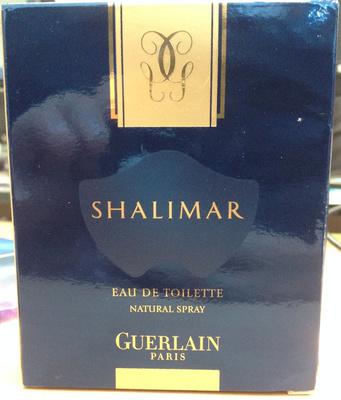 SHALIMAR
EAU DE TOILETTE
NATURAL SPRAY
GUERLAIN
PARIS